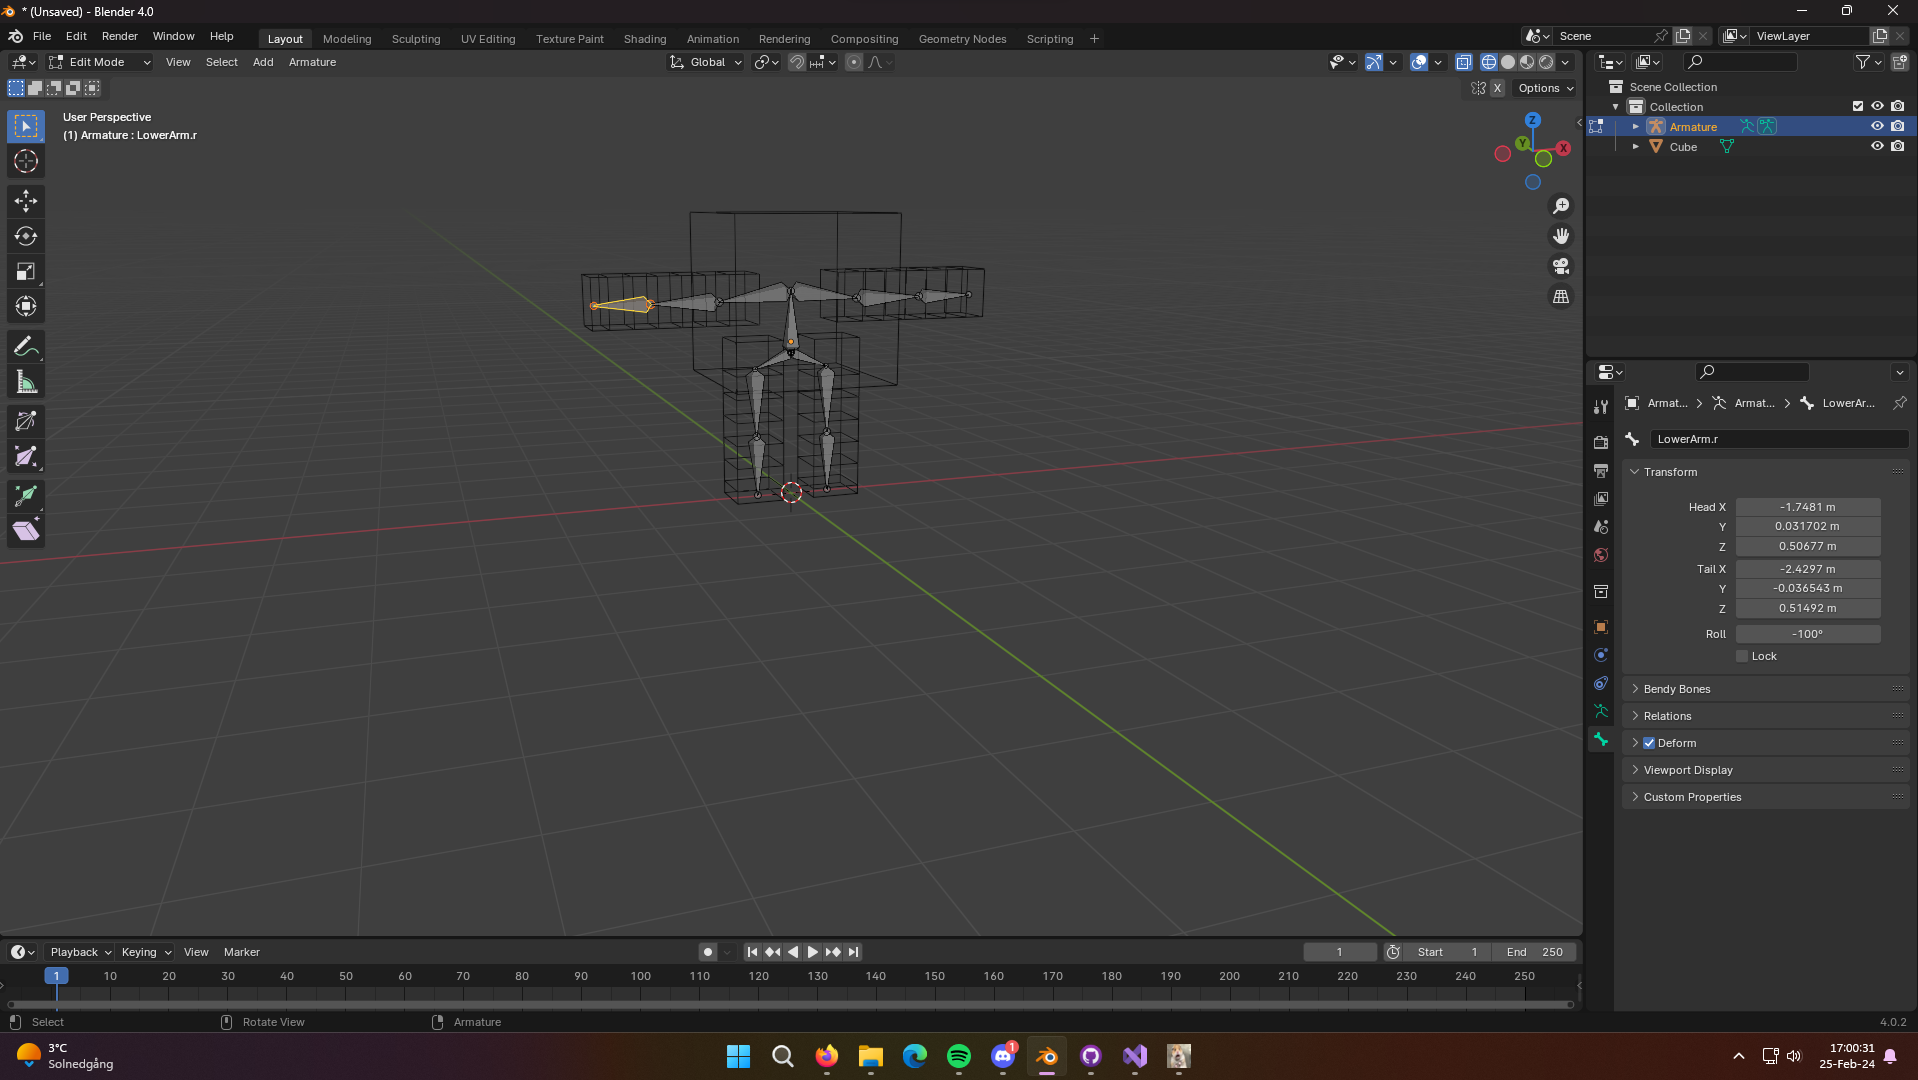 * (Unsaved) - Blender 4.0
File Edit Render Window Help
Layout Modeling Sculpting UV Editing Texture Paint Shading Animation Rendering Compositing Geometry Nodes Scripting +
Scene
ViewLayer
Edit Mode View Select Add Armature
Global
X Options
User Perspective
(1) Armature : LowerArm.r
Z
Y
X
Scene Collection
Collection
Armature
Cube
Armat... > Armat... > LowerAr...
LowerArm.r
Transform
Head X -1.7481 m
Y 0.031702 m
Z 0.50677 m
Tail X -2.4297 m
Y -0.036543 m
Z 0.51492 m
Roll -100°
Lock
Bendy Bones
Relations
Deform
Viewport Display
Custom Properties
Playback Keying View Marker
1 Start 1 End 250
1 10 20 30 40 50 60 70 80 90 100 110 120 130 140 150 160 170 180 190 200 210 220 230 240 250
Select Rotate View Armature 4.0.2
3°C
Solnedgång
1
17:00:31
25-Feb-24